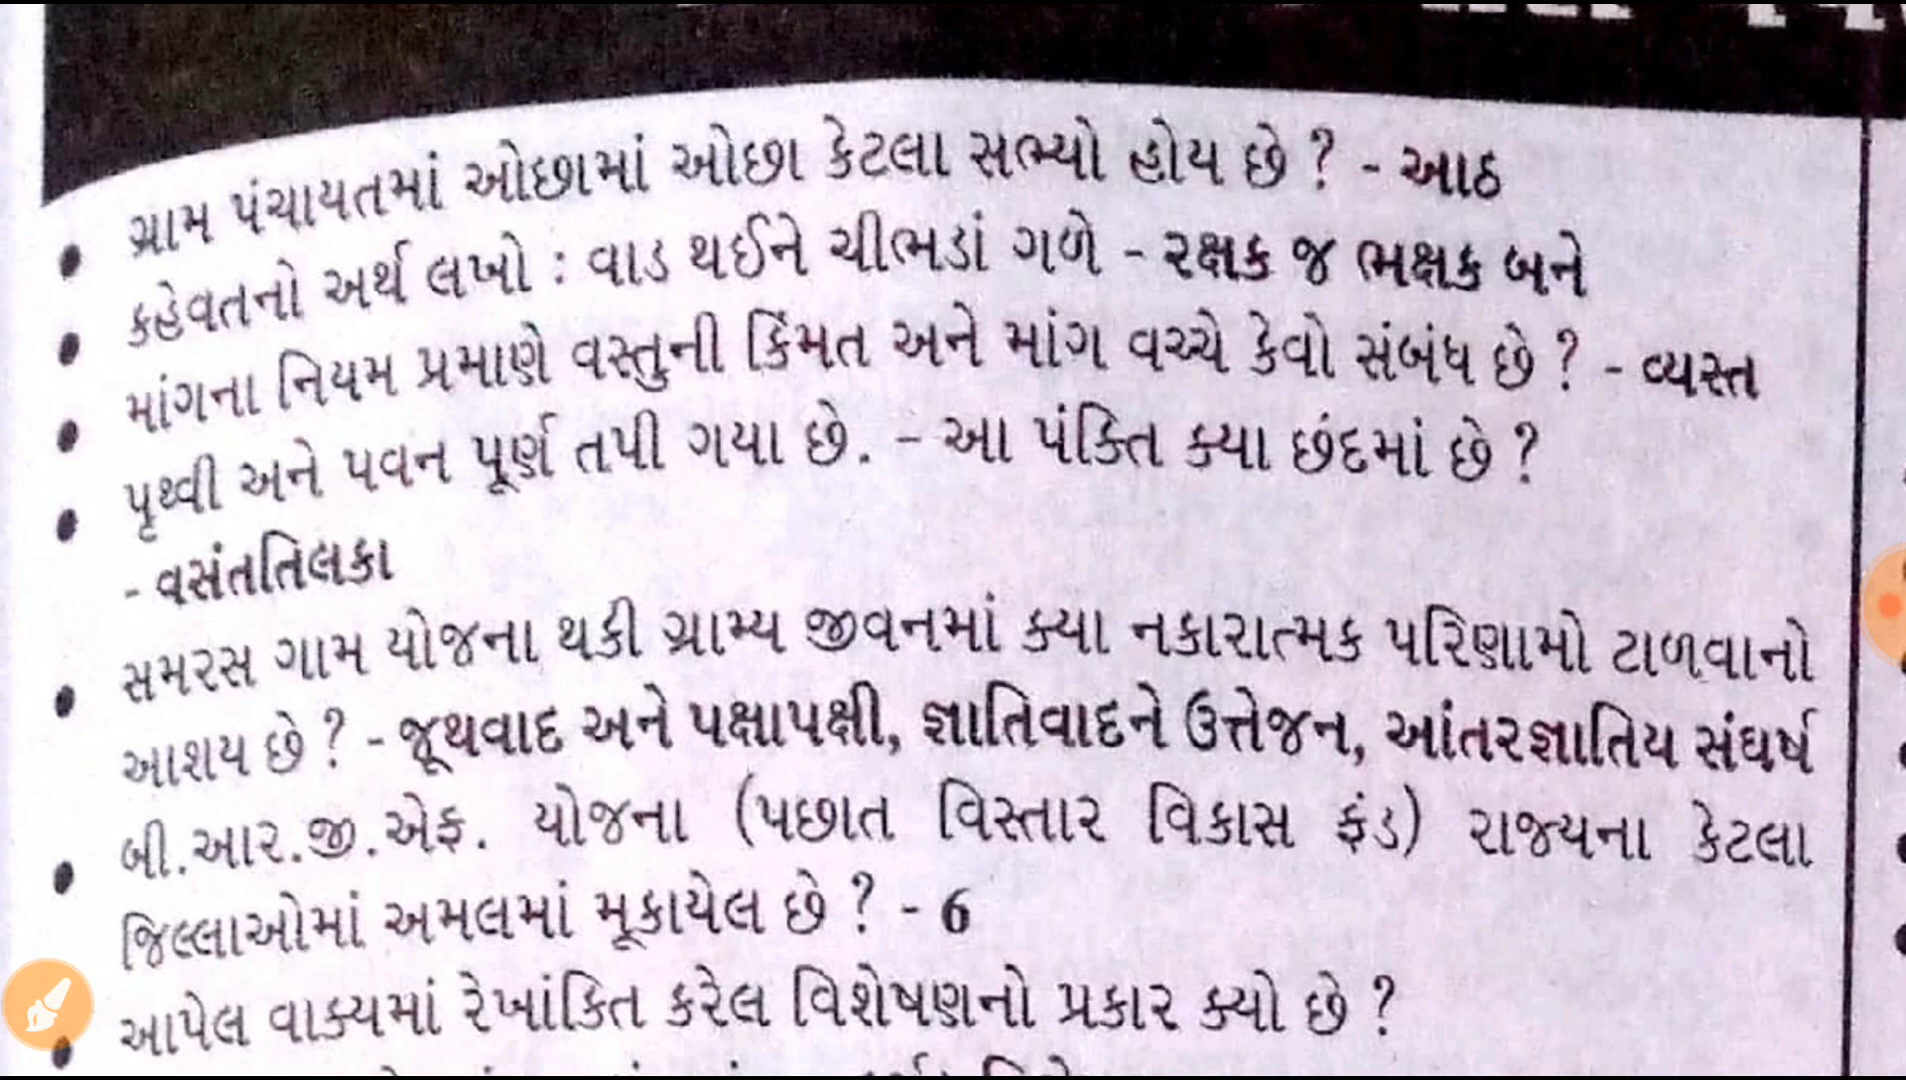 ગ્રામ પંચાયતમાં ઓછામાં ઓછા કેટલા સભ્યો હોય છે ? - આઠ
કહેવતનો અર્થ લખો : વાડ થઈને ચીભડાં ગળે - રક્ષક જ ભક્ષક બને
માંગના નિયમ પ્રમાણે વસ્તુની કિંમત અને માંગ વચ્ચે કેવો સંબંધ છે ? - વ્યસ્ત
પૃથ્વી અને પવન પૂર્ણ તપી ગયા છે. - આ પંક્તિ ક્યા છંદમાં છે ?
- વસંતતિલકા
સમરસ ગામ યોજના થકી ગ્રામ્ય જીવનમાં ક્યા નકારાત્મક પરિણામો ટાળવાનો
આશય છે ? - જૂથવાદ અને પક્ષાપક્ષી, જ્ઞાતિવાદને ઉત્તેજન, આંતરજ્ઞાતિય સંઘર્ષ
બી.આર.જી.એફ. યોજના (પછાત વિસ્તાર વિકાસ ફંડ) રાજ્યના કેટલા
જિલ્લાઓમાં અમલમાં મૂકાયેલ છે ? - 6
આપેલ વાક્યમાં રેખાંકિત કરેલ વિશેષણનો પ્રકાર ક્યો છે ?